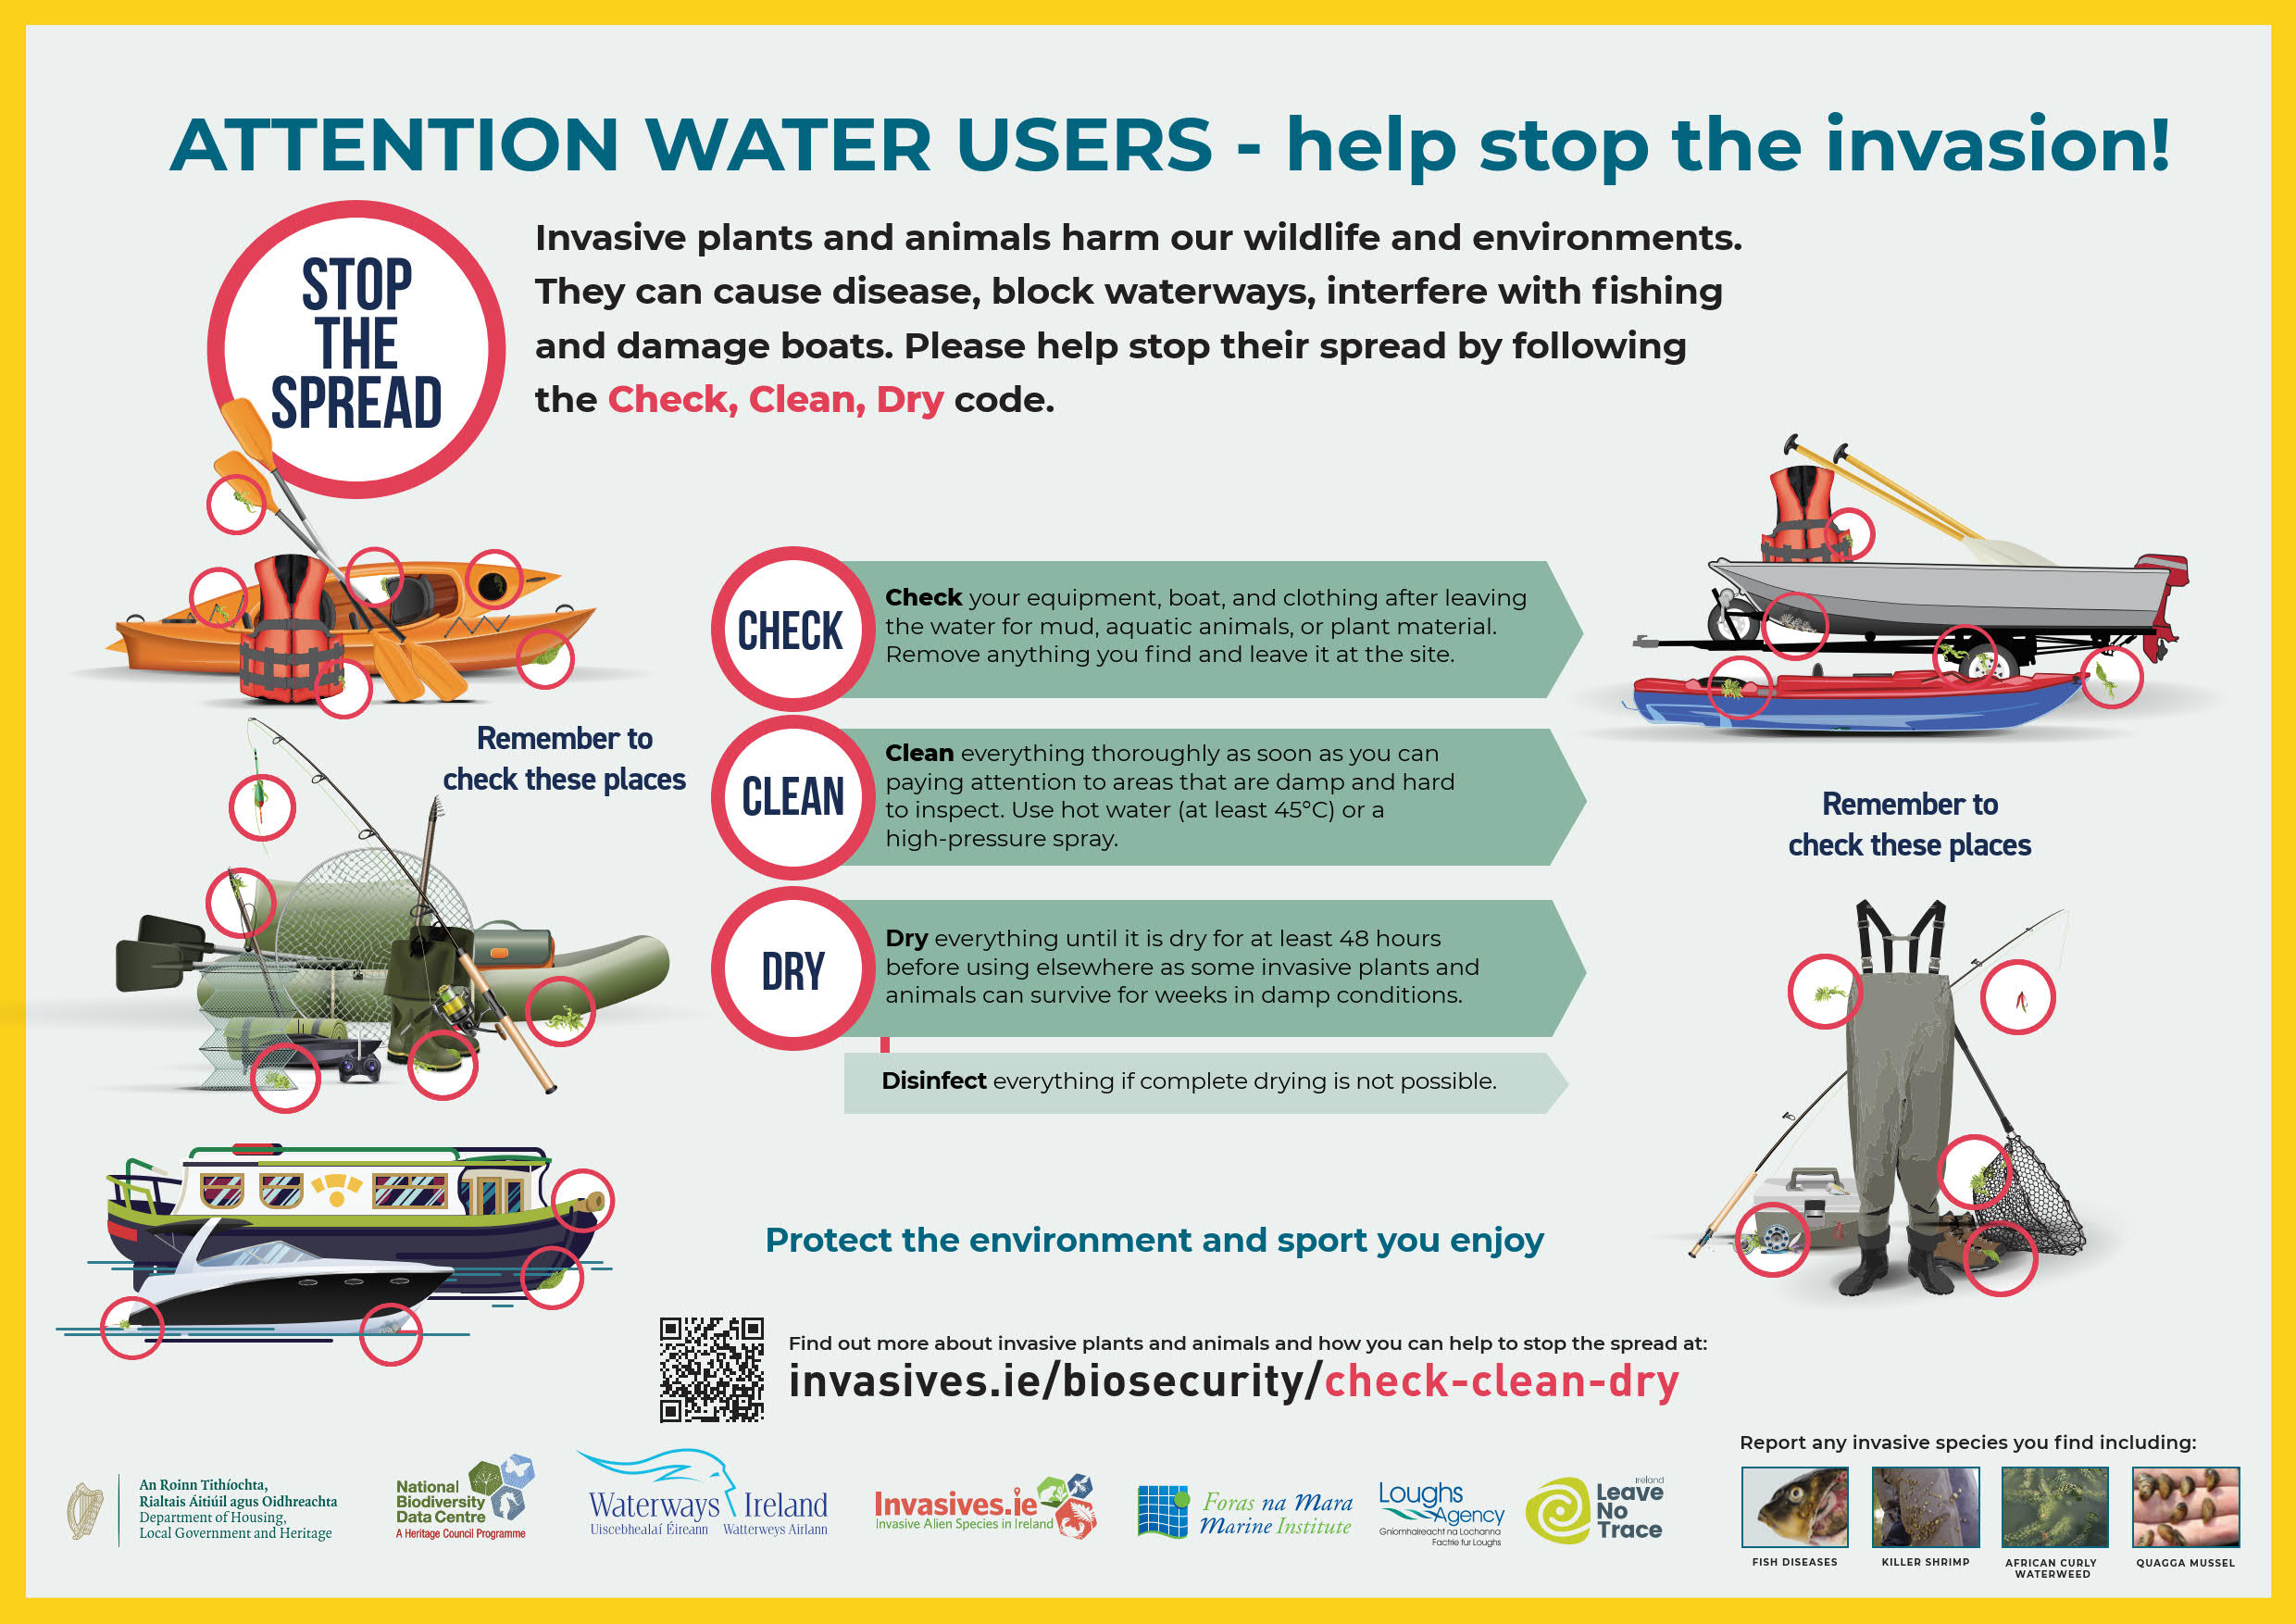 ATTENTION WATER USERS - help stop the invasion!
STOP
THE
SPREAD
Invasive plants and animals harm our wildlife and environments.
They can cause disease, block waterways, interfere with fishing
and damage boats. Please help stop their spread by following
the Check, Clean, Dry code.
Remember to
check these places
CHECK
Check your equipment, boat, and clothing after leaving
the water for mud, aquatic animals, or plant material.
Remove anything you find and leave it at the site.
CLEAN
Clean everything thoroughly as soon as you can
paying attention to areas that are damp and hard
to inspect. Use hot water (at least 45°C) or a
high-pressure spray.
DRY
Dry everything until it is dry for at least 48 hours
before using elsewhere as some invasive plants and
animals can survive for weeks in damp conditions.
Disinfect everything if complete drying is not possible.
Remember to
check these places
Protect the environment and sport you enjoy
Find out more about invasive plants and animals and how you can help to stop the spread at:
invasives.ie/biosecurity/check-clean-dry
An Roinn Tithíochta,
Rialtais Áitiúil agus Oidhreachta
Department of Housing,
Local Government and Heritage
National
Biodiversity
Data Centre
A Heritage Council Programme
Waterways Ireland
Uiscebhealaí Éireann Watterweys Airlann
Invasives.ie
Invasive Alien Species in Ireland
Foras na Mara
Marine Institute
Loughs
Agency
Gníomhaireacht na Lochanna
Factrie fur Loughs
Ireland
Leave
No
Trace
Report any invasive species you find including:
FISH DISEASES
KILLER SHRIMP
AFRICAN CURLY
WATERWEED
QUAGGA MUSSEL